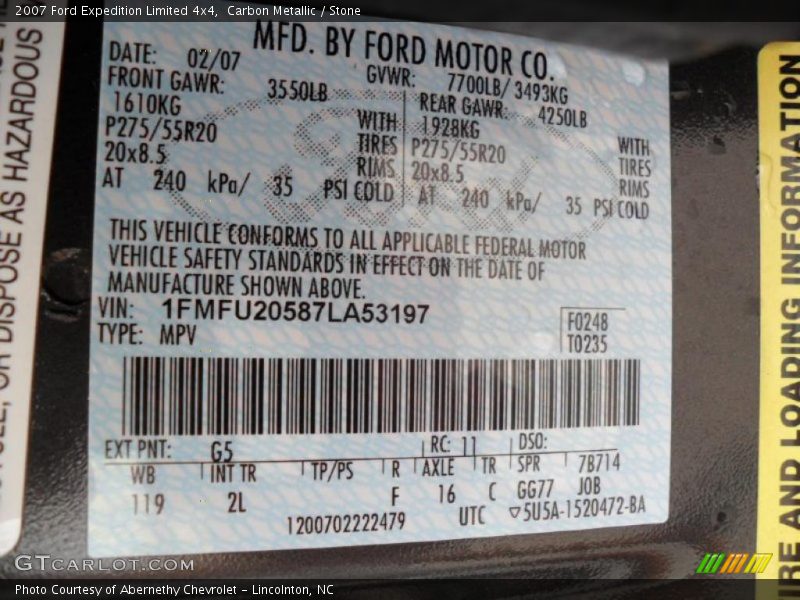 2007 Ford Expedition Limited 4x4,  Carbon Metallic / Stone
OR DISPOSE AS HAZARDOUS
MFD. BY FORD MOTOR CO.
DATE: 02/07 GVWR: 7700LB/ 3493KG
FRONT GAWR: 3550LB REAR GAWR: 4250LB
1610KG WITH 1928KG WITH
P275/55R20 TIRES P275/55R20 TIRES
20x8.5 RIMS 20x8.5 RIMS
AT 240 kPa/ 35 PSI COLD AT 240 kPa/ 35 PSI COLD
THIS VEHICLE CONFORMS TO ALL APPLICABLE FEDERAL MOTOR
VEHICLE SAFETY STANDARDS IN EFFECT ON THE DATE OF
MANUFACTURE SHOWN ABOVE.
VIN: 1FMFU20587LA53197
TYPE: MPV
F0248
T0235
EXT PNT: G5 RC: 11 DSO:
WB INT TR TP/PS R AXLE TR SPR 7B714
119 2L F 16 C GG77 JOB
1200702222479 UTC ▽5U5A-1520472-BA
AND LOADING INFORMATION
GTCARLOT.COM
Photo Courtesy of Abernethy Chevrolet – Lincolnton, NC